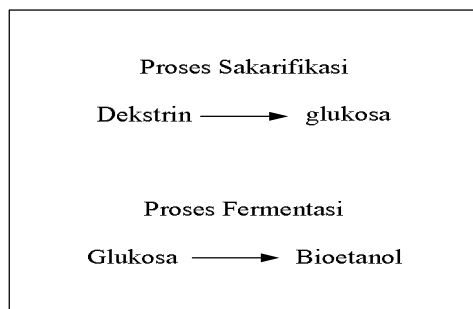 Proses Sakarifikasi
Dekstrin glukosa
Proses Fermentasi
Glukosa Bioetanol